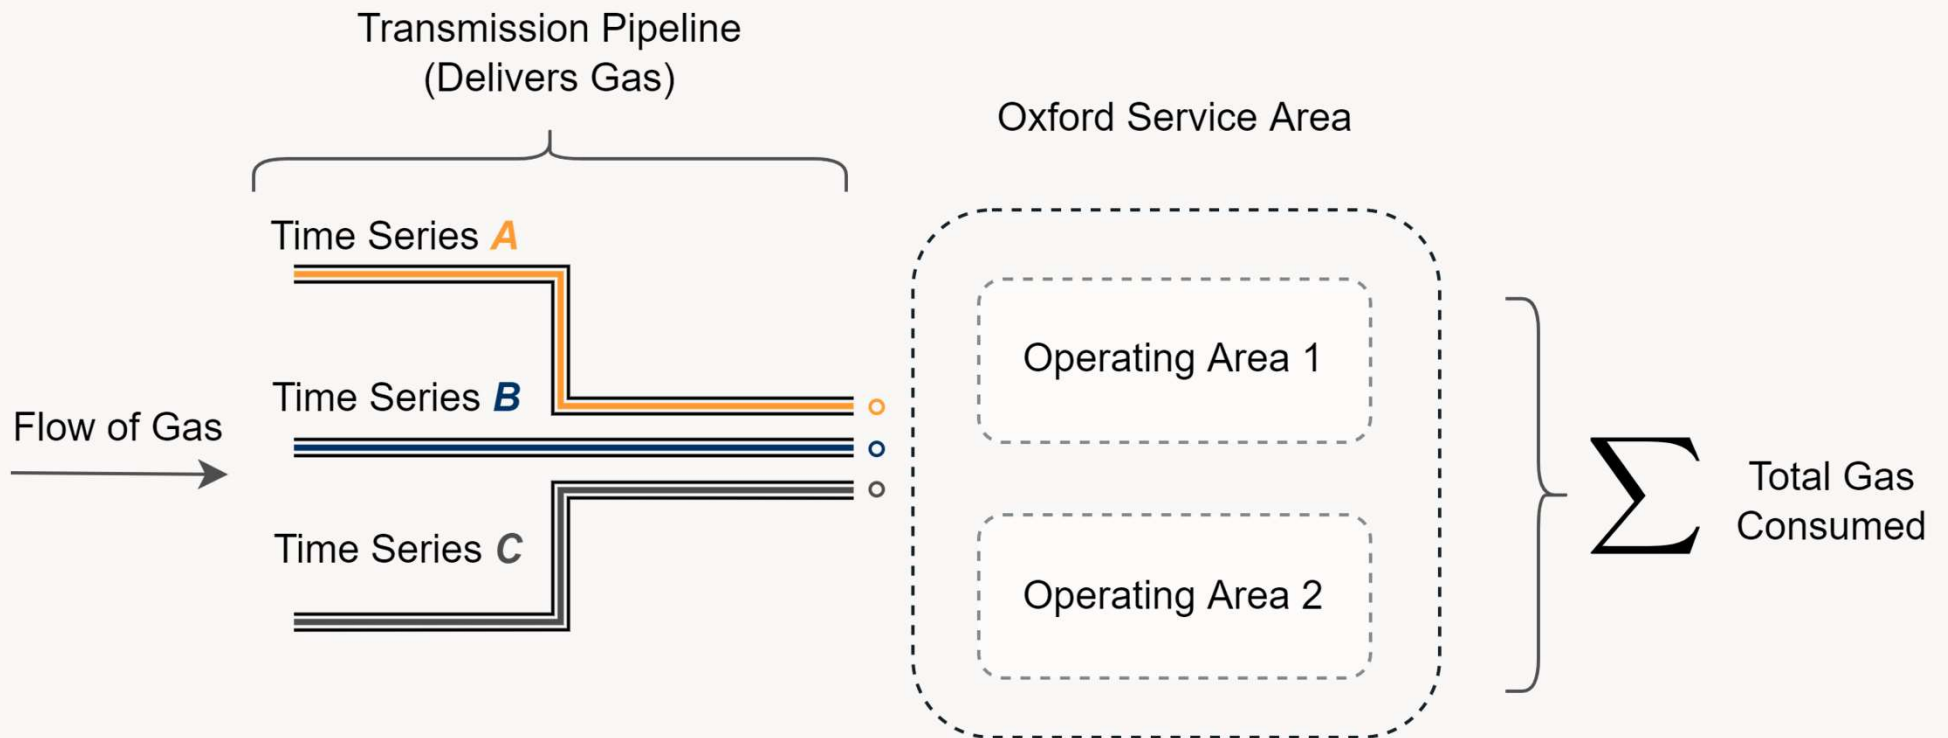 Transmission Pipeline
(Delivers Gas)
Oxford Service Area
Time Series A
Time Series B
Time Series C
Flow of Gas
Operating Area 1
Operating Area 2
∑
Total Gas
Consumed